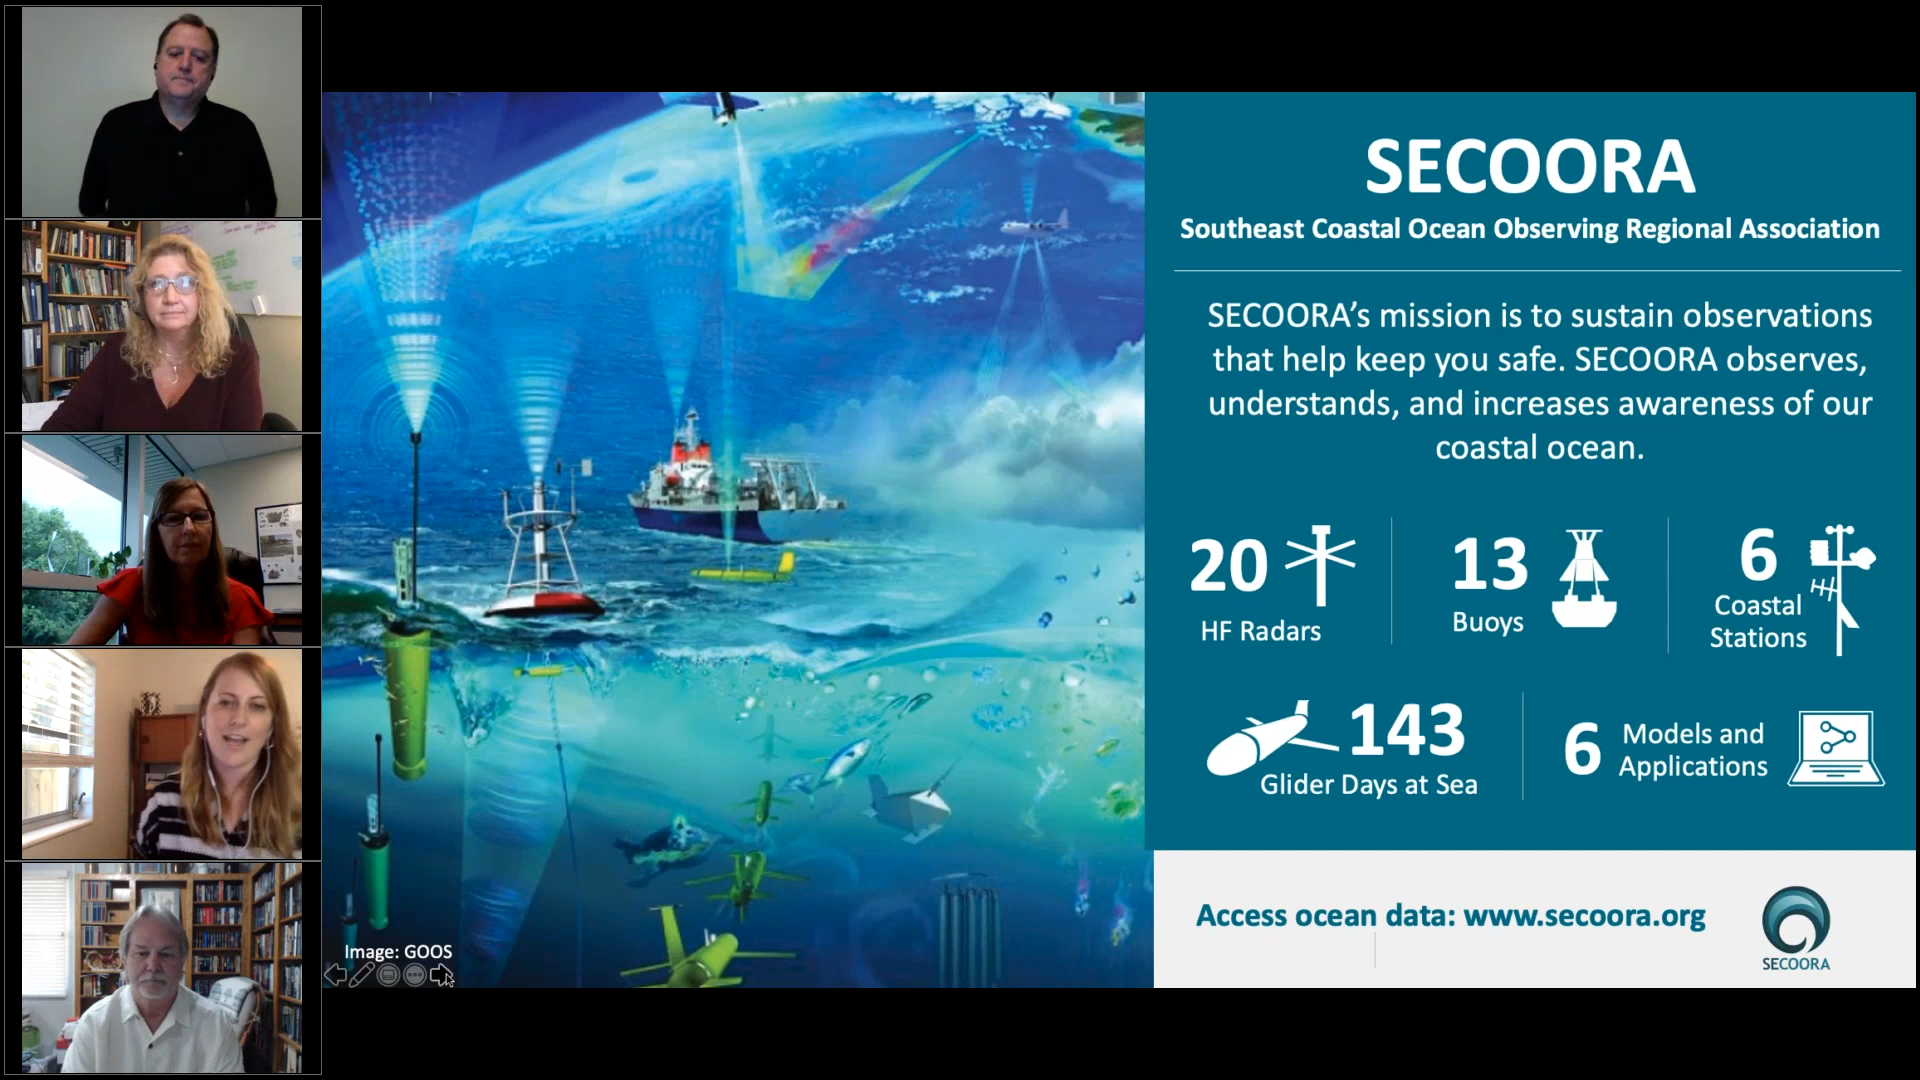 SECOORA
Southeast Coastal Ocean Observing Regional Association
SECOORA’s mission is to sustain observations
that help keep you safe. SECOORA observes,
understands, and increases awareness of our
coastal ocean.
20
HF Radars
13
Buoys
6
Coastal
Stations
143
Glider Days at Sea
6
Models and
Applications
Image: GOOS
Access ocean data: www.secoora.org
SECOORA